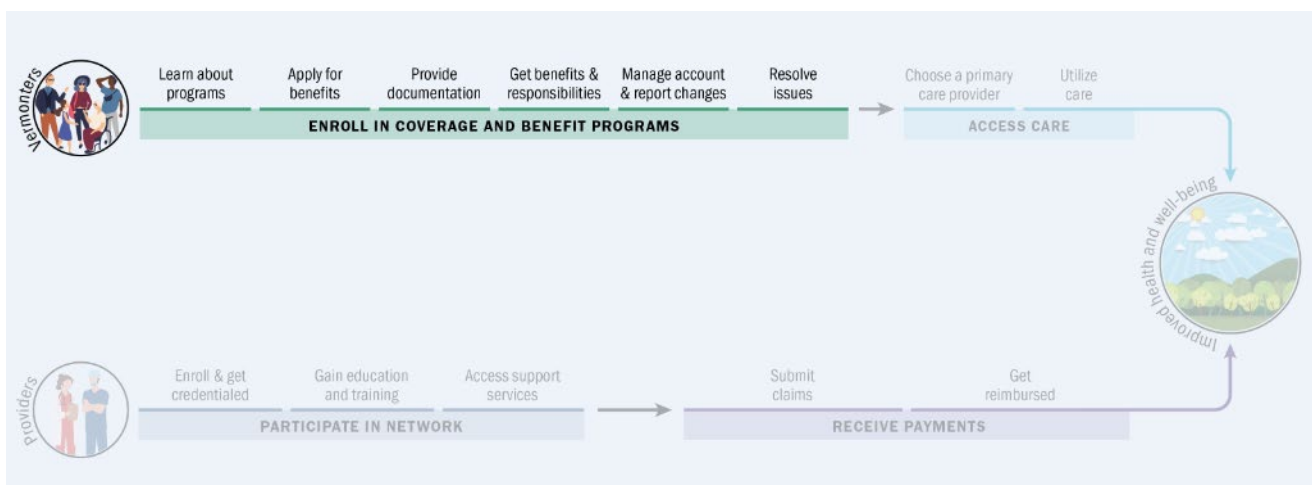 Vermonters
Learn about
programs
Apply for
benefits
Provide
documentation
Get benefits &
responsibilities
Manage account
& report changes
Resolve
issues
ENROLL IN COVERAGE AND BENEFIT PROGRAMS
Choose a primary
care provider
Utilize
care
ACCESS CARE
Improved health and well-being
Providers
Enroll & get
credentialed
Gain education
and training
Access support
services
PARTICIPATE IN NETWORK
Submit
claims
Get
reimbursed
RECEIVE PAYMENTS